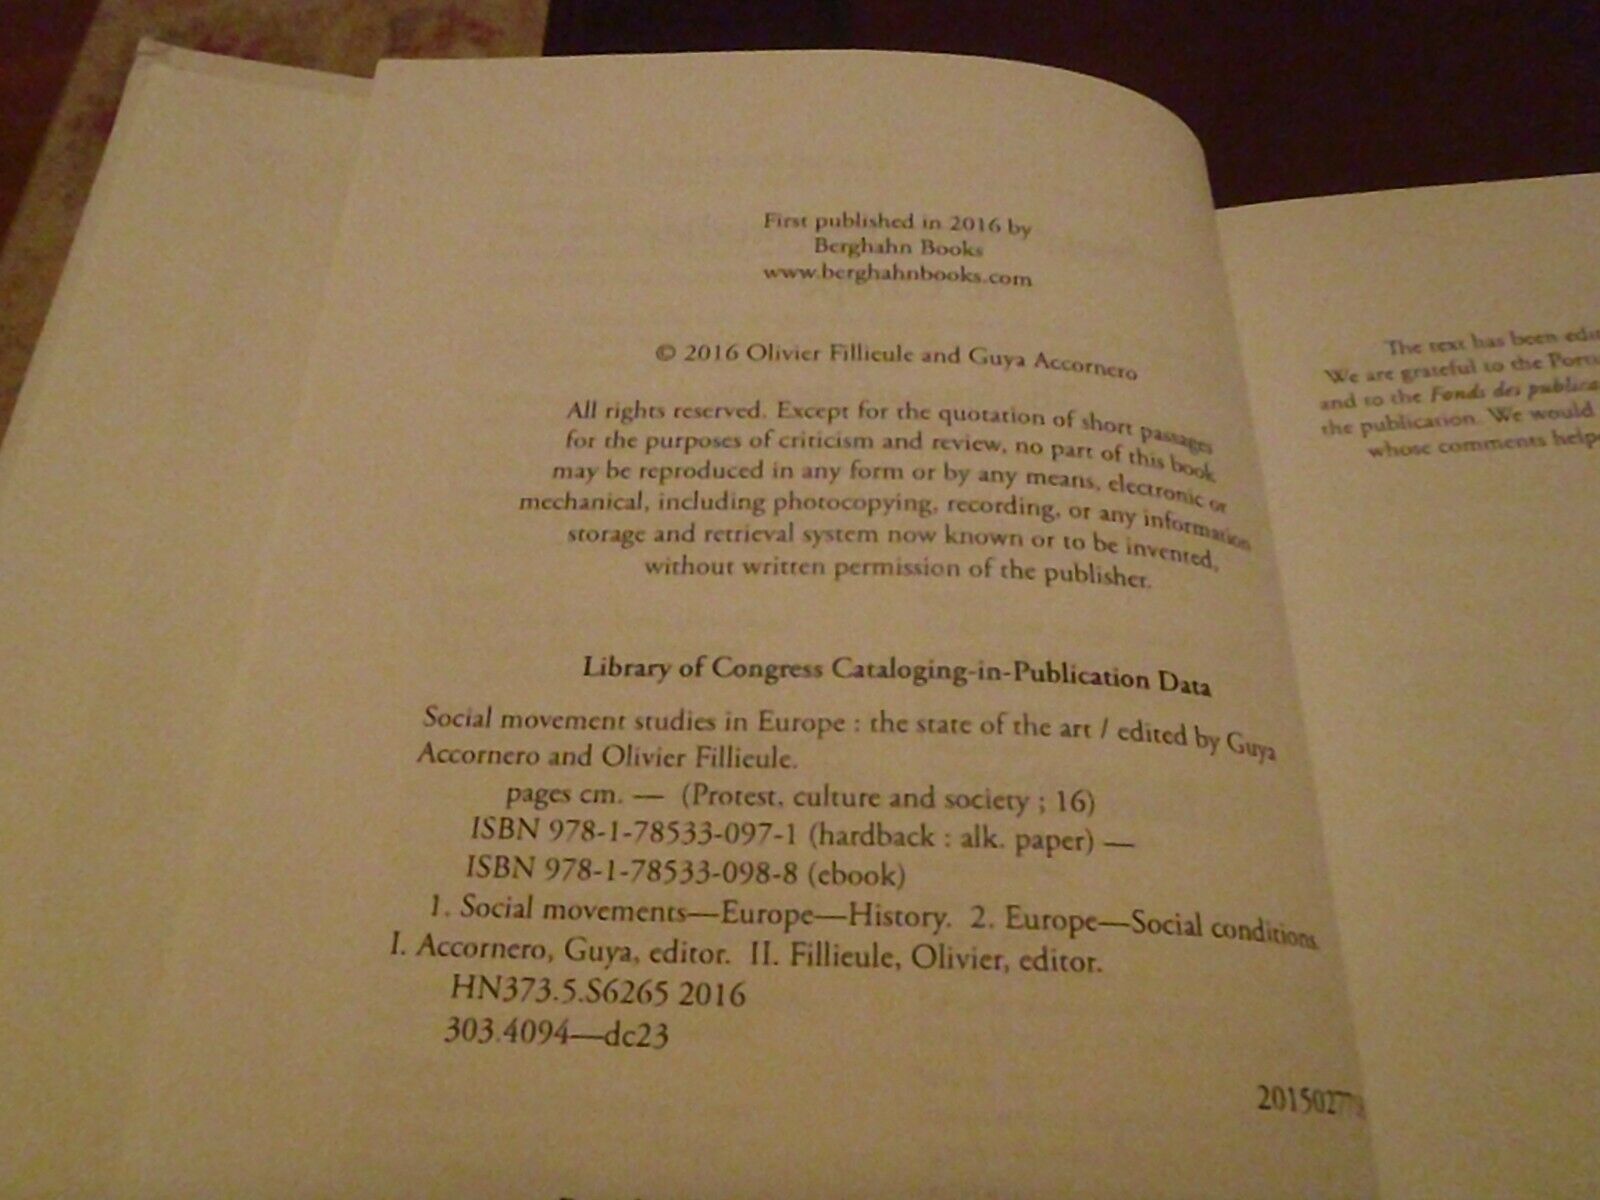 First published in 2016 by
Berghahn Books
www.berghahnbooks.com
© 2016 Olivier Fillieule and Guya Accornero
All rights reserved. Except for the quotation of short passages
for the purposes of criticism and review, no part of this book
may be reproduced in any form or by any means, electronic or
mechanical, including photocopying, recording, or any information
storage and retrieval system now known or to be invented,
without written permission of the publisher.
Library of Congress Cataloging-in-Publication Data
Social movement studies in Europe : the state of the art / edited by Guya
Accornero and Olivier Fillieule.
pages cm. — (Protest, culture and society ; 16)
ISBN 978-1-78533-097-1 (hardback : alk. paper) —
ISBN 978-1-78533-098-8 (ebook)
1. Social movements—Europe—History. 2. Europe—Social conditions.
I. Accornero, Guya, editor. II. Fillieule, Olivier, editor.
HN373.5.S6265 2016
303.4094—dc23
The text has been
We are grateful to the
and to the Fonds des
the publication. We would
whose comments